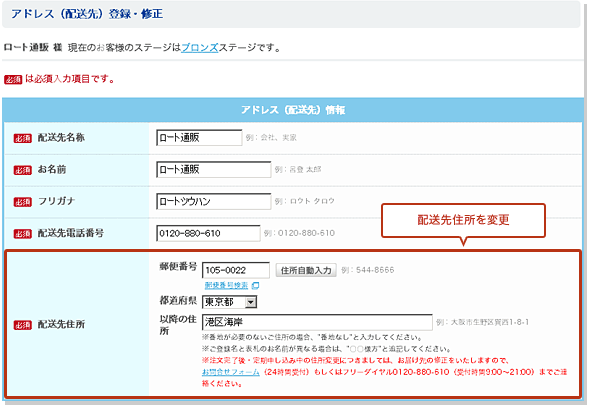 アドレス（配送先）登録・修正
ロート通販 様 現在のお客様のステージはブロンズステージです。
必須 は必須入力項目です。
アドレス（配送先）情報
必須 配送先名称 ロート通販 例：会社、実家
必須 お名前 ロート通販 例：呂登 太郎
必須 フリガナ ロートツウハン 例：ロウト タロウ
配送先住所を変更
必須 配送先電話番号 0120-880-610 例：0120-880-610
必須 配送先住所
郵便番号 105-0022 住所自動入力 例：544-8666
郵便番号検索
都道府県 東京都
以降の住所 港区海岸 例：大阪市生野区巽西1-8-1
※番地が必要のないご住所の場合、"番地なし"と入力してください。
※ご登録名と表札のお名前が異なる場合は、"○○様方"と追記してください。
※注文完了後・定期申し込み中の住所変更につきましては、お届け先の修正をいたしますので、
お問合せフォーム（24時間受付）もしくはフリーダイヤル0120-880-610（受付時間9:00～21:00）までご連
絡ください。